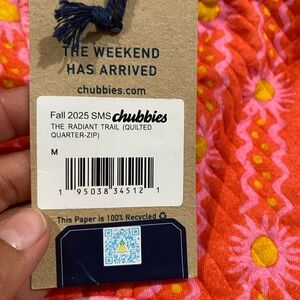 THE WEEKEND
HAS ARRIVED
chubbies.com
Fall 2025 SMS chubbies
THE RADIANT TRAIL (QUILTED
QUARTER-ZIP)
M
1 95038 34512 1
This Paper is 100% Recycled